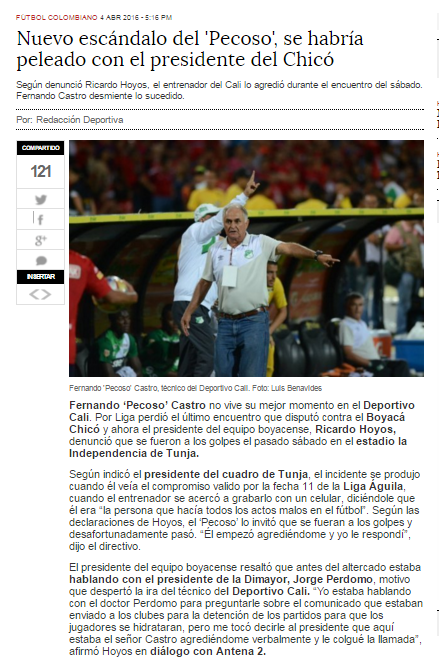 FÚTBOL COLOMBIANO 4 ABR 2016 - 5:16 PM
Nuevo escándalo del 'Pecoso', se habría
peleado con el presidente del Chicó
Según denunció Ricardo Hoyos, el entrenador del Cali lo agredió durante el encuentro del sábado.
Fernando Castro desmiente lo sucedido.
Por: Redacción Deportiva
COMPARTIDO
121
INSERTAR
Fernando 'Pecoso' Castro, técnico del Deportivo Cali. Foto: Luis Benavides
Fernando ‘Pecoso’ Castro no vive su mejor momento en el Deportivo
Cali. Por Liga perdió el último encuentro que disputó contra el Boyacá
Chicó y ahora el presidente del equipo boyacense, Ricardo Hoyos,
denunció que se fueron a los golpes el pasado sábado en el estadio la
Independencia de Tunja.
Según indicó el presidente del cuadro de Tunja, el incidente se produjo
cuando él veía el compromiso valido por la fecha 11 de la Liga Águila,
cuando el entrenador se acercó a grabarlo con un celular, diciéndole que
él era “la persona que hacía todos los actos malos en el fútbol”. Según las
declaraciones de Hoyos, el ‘Pecoso’ lo invitó que se fueran a los golpes y
desafortunadamente pasó. “Él empezó agrediéndome y yo le respondí”,
dijo el directivo.
El presidente del equipo boyacense resaltó que antes del altercado estaba
hablando con el presidente de la Dimayor, Jorge Perdomo, motivo
que despertó la ira del técnico del Deportivo Cali. “Yo estaba hablando
con el doctor Perdomo para preguntarle sobre el comunicado que estaban
enviado a los clubes para la detención de los partidos para que los
jugadores se hidrataran, pero me tocó decirle al presidente que aquí
estaba el señor Castro agrediéndome verbalmente y le colgué la llamada”,
afirmó Hoyos en diálogo con Antena 2.